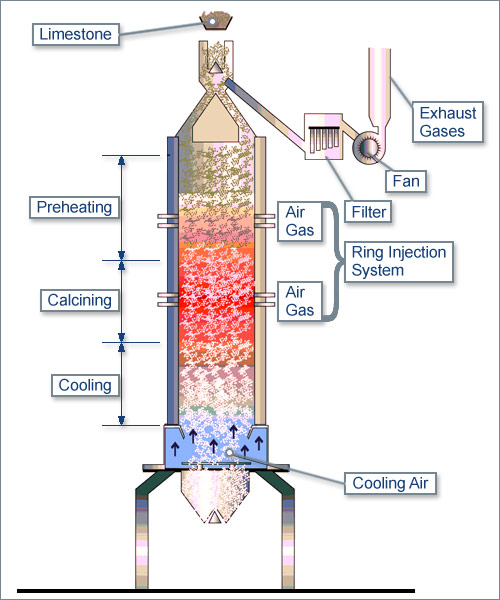 Limestone
Exhaust
Gases
Fan
Filter
Preheating
Air
Gas
Ring Injection
System
Calcining
Air
Gas
Cooling
Cooling Air